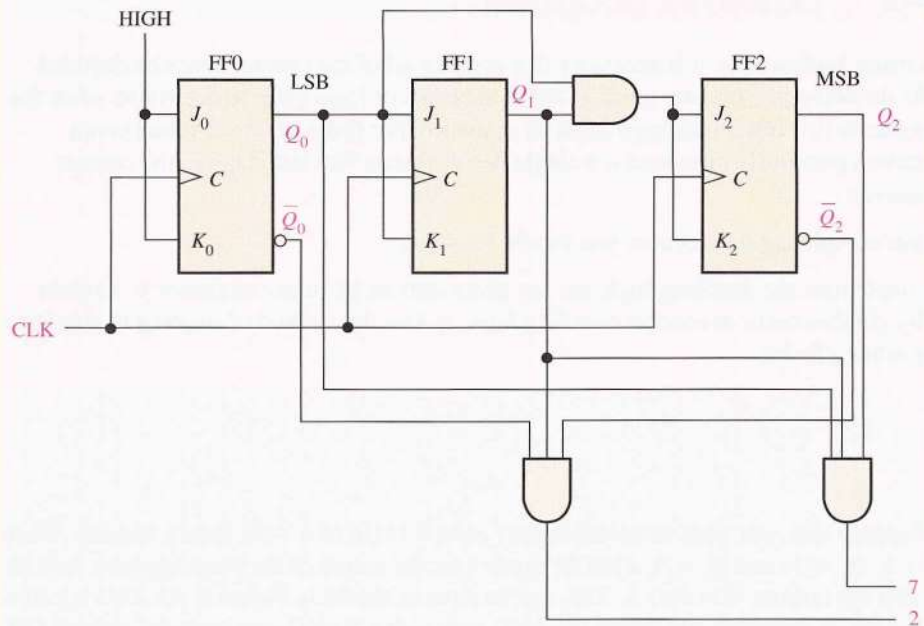 HIGH
FF0 LSB FF1 FF2 MSB
J₀ Q₀ J₁ Q₁ J₂ Q₂
C C C
K₀ Q̅₀ K₁ K₂ Q̅₂
CLK
7
2